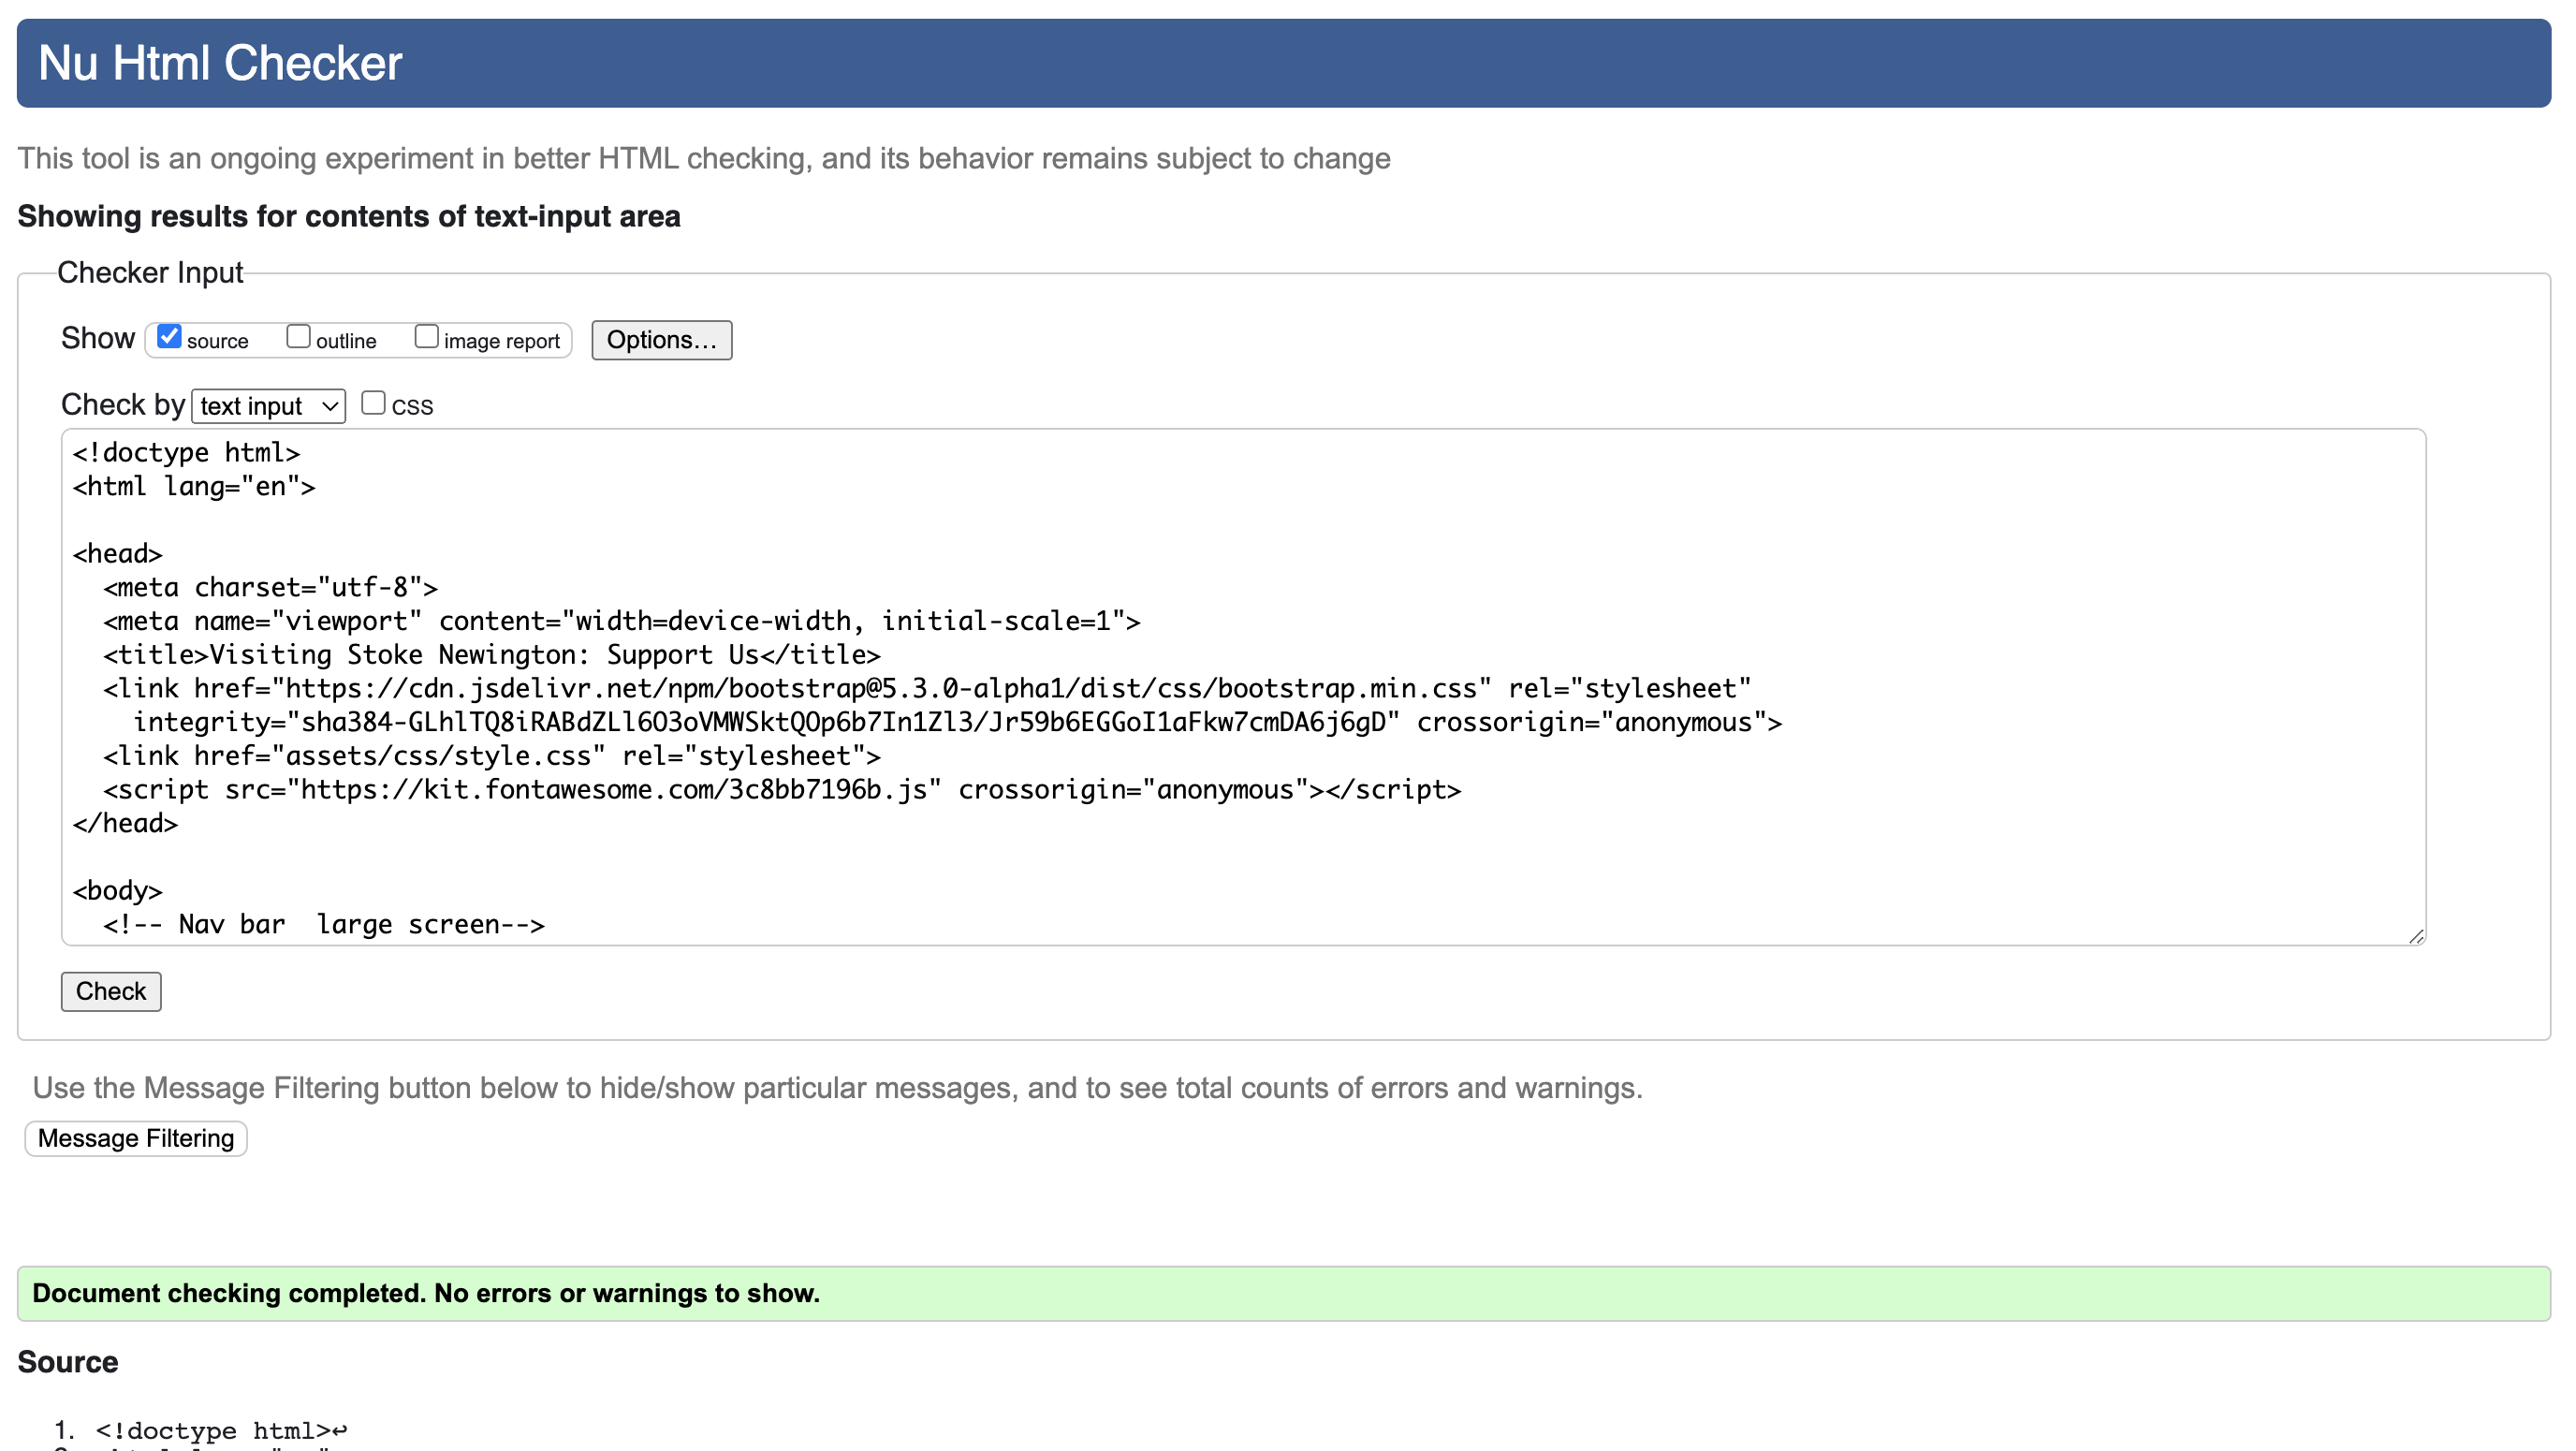 Nu Html Checker
This tool is an ongoing experiment in better HTML checking, and its behavior remains subject to change
Showing results for contents of text-input area
Checker Input
Show source outline image report Options...
Check by text input CSS
<!doctype html>
<html lang="en">
<head>
<meta charset="utf-8">
<meta name="viewport" content="width=device-width, initial-scale=1">
<title>Visiting Stoke Newington: Support Us</title>
<link href="https://cdn.jsdelivr.net/npm/bootstrap@5.3.0-alpha1/dist/css/bootstrap.min.css" rel="stylesheet"
integrity="sha384-GLhlTQ8iRABdZLl6O3oVMWSktQOp6b7In1Zl3/Jr59b6EGGoI1aFkw7cmDA6j6gD" crossorigin="anonymous">
<link href="assets/css/style.css" rel="stylesheet">
<script src="https://kit.fontawesome.com/3c8bb7196b.js" crossorigin="anonymous"></script>
</head>
<body>
<!-- Nav bar  large screen-->
Check
Use the Message Filtering button below to hide/show particular messages, and to see total counts of errors and warnings.
Message Filtering
Document checking completed. No errors or warnings to show.
Source
1. <!doctype html>↩